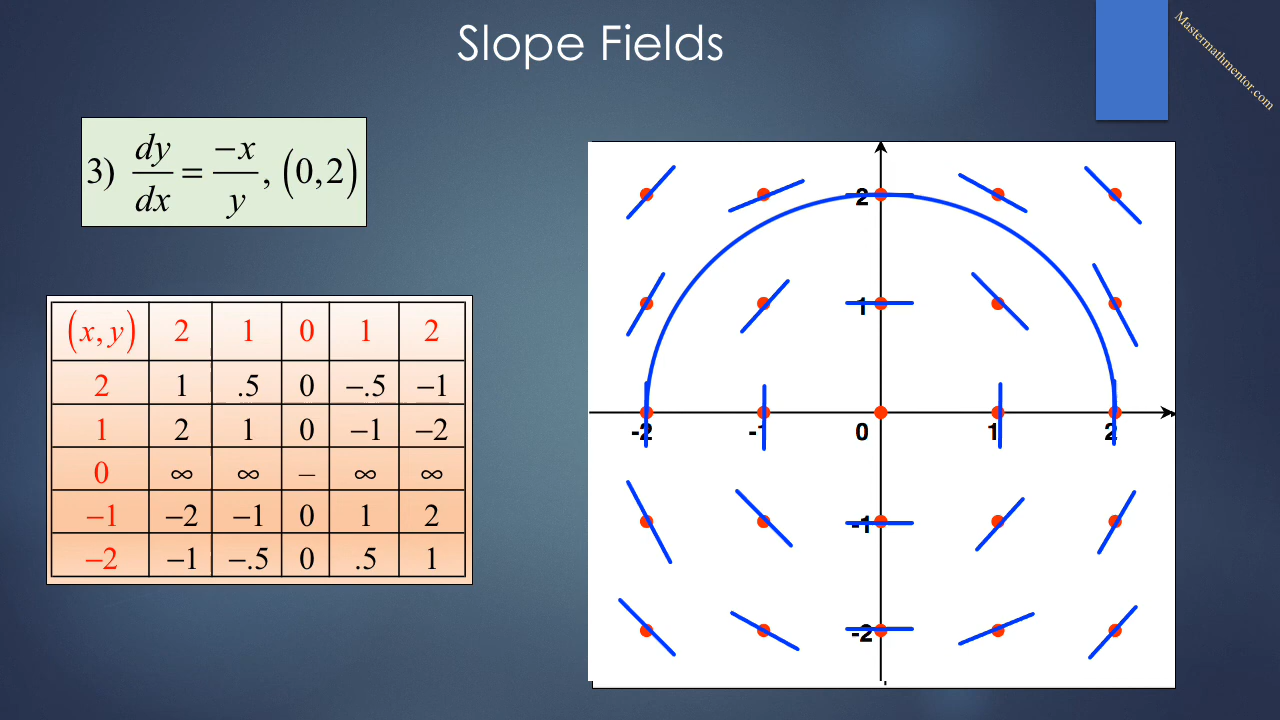 Slope Fields
Mastermathmentor.com
3) dy/dx = −x/y, (0,2)
(x,y) 2 1 0 1 2
2 1 .5 0 −.5 −1
1 2 1 0 −1 −2
0 ∞ ∞ – ∞ ∞
−1 −2 −1 0 1 2
−2 −1 −.5 0 .5 1
2
1
-2 -1 0 1 2
-1
-2